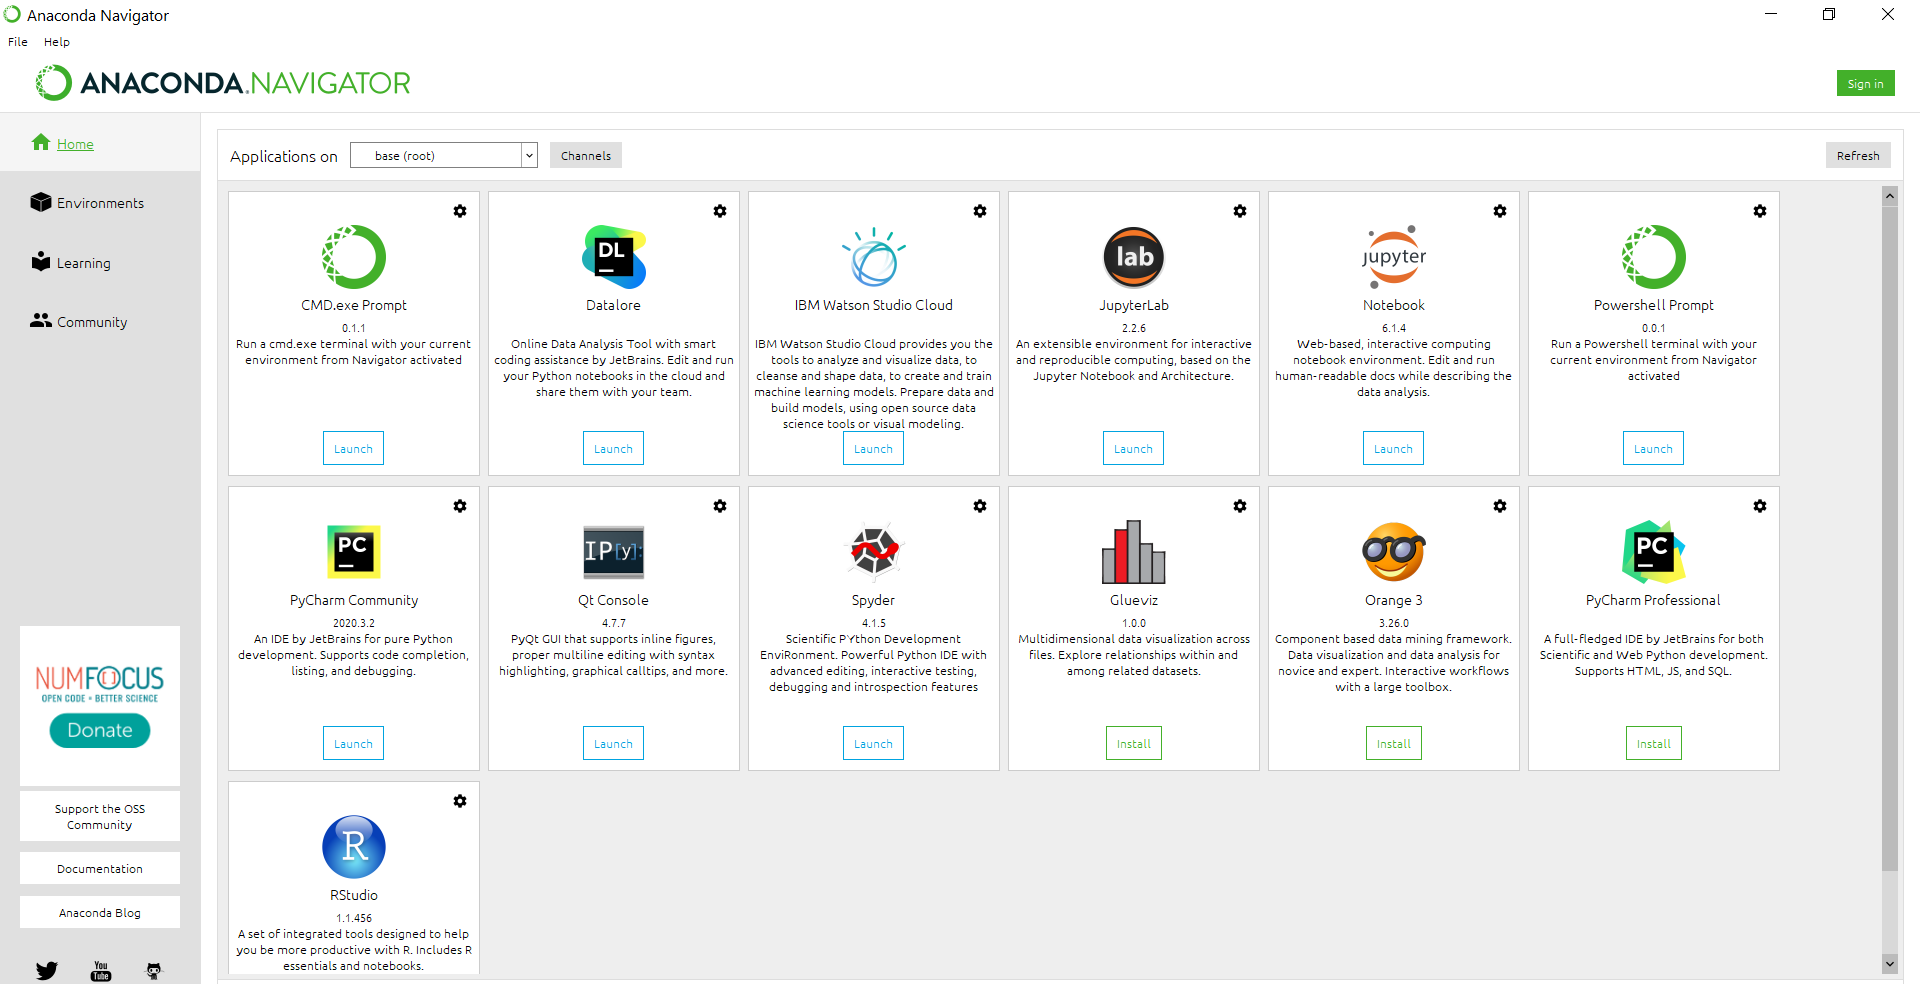 Anaconda Navigator
File Help
ANACONDA.NAVIGATOR
Sign in
Home
Environments
Learning
Community
NUMFOCUS
OPEN CODE = BETTER SCIENCE
Donate
Support the OSS
Community
Documentation
Anaconda Blog
You
Tube
Applications on
base (root)
Channels
Refresh
CMD.exe Prompt
0.1.1
Run a cmd.exe terminal with your current
environment from Navigator activated
Launch
DL
Datalore
Online Data Analysis Tool with smart
coding assistance by JetBrains. Edit and run
your Python notebooks in the cloud and
share them with your team.
Launch
IBM Watson Studio Cloud
IBM Watson Studio Cloud provides you the
tools to analyze and visualize data, to
cleanse and shape data, to create and train
machine learning models. Prepare data and
build models, using open source data
science tools or visual modeling.
Launch
lab
JupyterLab
2.2.6
An extensible environment for interactive
and reproducible computing, based on the
Jupyter Notebook and Architecture.
Launch
jupyter
Notebook
6.1.4
Web-based, interactive computing
notebook environment. Edit and run
human-readable docs while describing the
data analysis.
Launch
Powershell Prompt
0.0.1
Run a Powershell terminal with your
current environment from Navigator
activated
Launch
PC
PyCharm Community
2020.3.2
An IDE by JetBrains for pure Python
development. Supports code completion,
listing, and debugging.
Launch
IP[y]:
Qt Console
4.7.7
PyQt GUI that supports inline figures,
proper multiline editing with syntax
highlighting, graphical calltips, and more.
Launch
Spyder
4.1.5
Scientific PYthon Development
EnviRonment. Powerful Python IDE with
advanced editing, interactive testing,
debugging and introspection features
Launch
Glueviz
1.0.0
Multidimensional data visualization across
files. Explore relationships within and
among related datasets.
Install
Orange 3
3.26.0
Component based data mining framework.
Data visualization and data analysis for
novice and expert. Interactive workflows
with a large toolbox.
Install
PC
PyCharm Professional
A full-fledged IDE by JetBrains for both
Scientific and Web Python development.
Supports HTML, JS, and SQL.
Install
R
RStudio
1.1.456
A set of integrated tools designed to help
you be more productive with R. Includes R
essentials and notebooks.